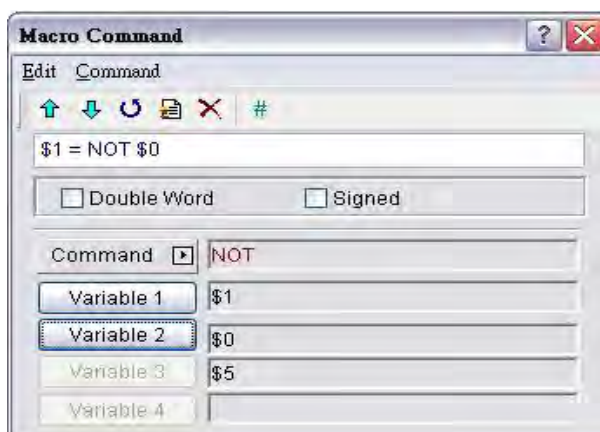 Macro Command
Edit Command
#
$1 = NOT $0
Double Word Signed
Command NOT
Variable 1 $1
Variable 2 $0
Variable 3 $5
Variable 4